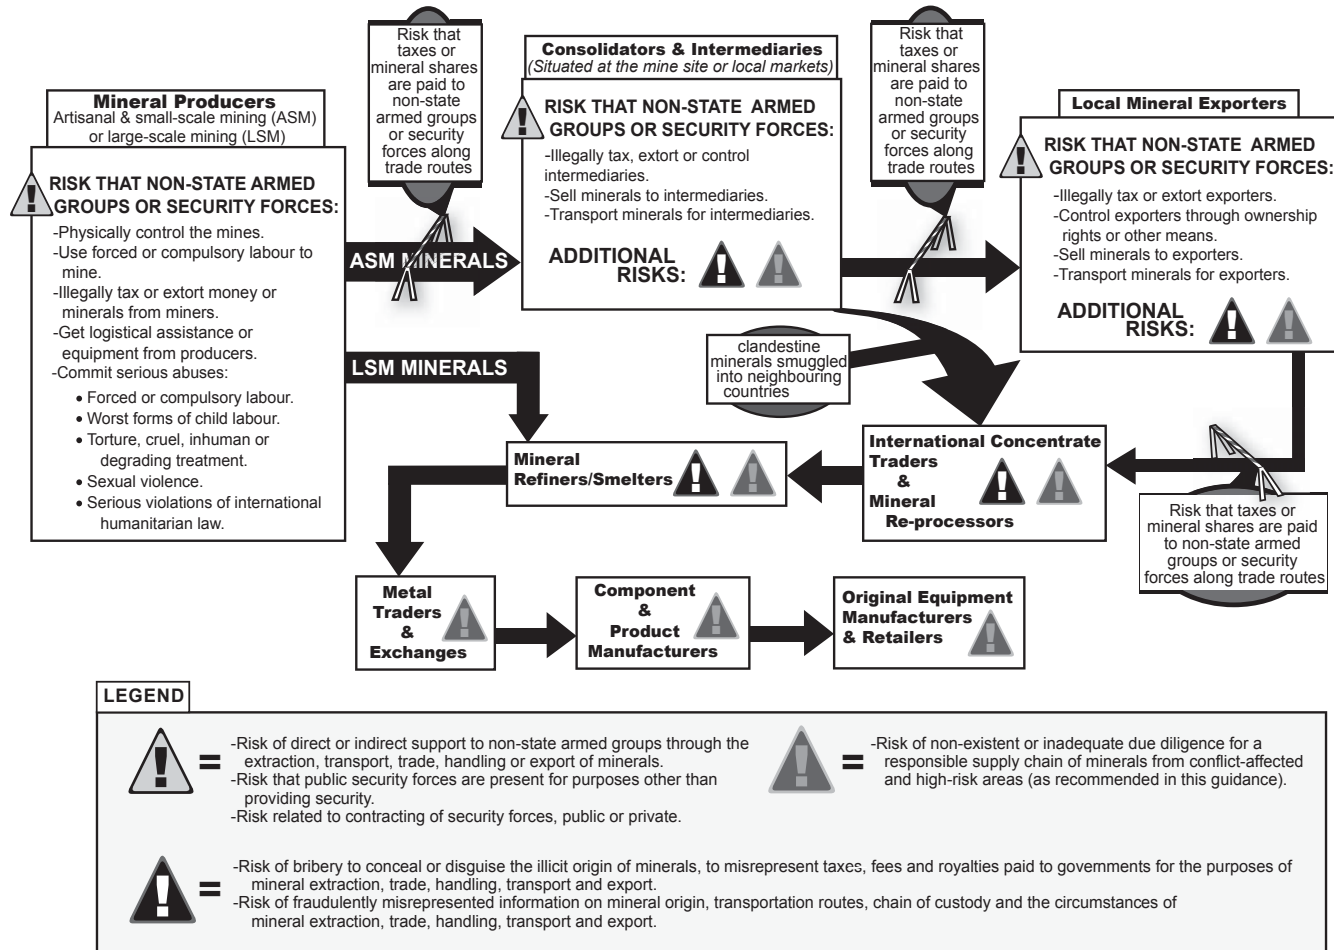 Risk that
taxes or
mineral shares
are paid to
non-state
armed groups
or security
forces along
trade routes
Consolidators & Intermediaries
(Situated at the mine site or local markets)
! RISK THAT NON-STATE ARMED
GROUPS OR SECURITY FORCES:
-Illegally tax, extort or control
intermediaries.
-Sell minerals to intermediaries.
-Transport minerals for intermediaries.
ADDITIONAL
RISKS: ! !
Risk that
taxes or
mineral shares
are paid to
non-state
armed groups
or security
forces along
trade routes
Mineral Producers
Artisanal & small-scale mining (ASM)
or large-scale mining (LSM)
! RISK THAT NON-STATE ARMED
GROUPS OR SECURITY FORCES:
-Physically control the mines.
-Use forced or compulsory labour to
mine.
-Illegally tax or extort money or
minerals from miners.
-Get logistical assistance or
equipment from producers.
-Commit serious abuses:
• Forced or compulsory labour.
• Worst forms of child labour.
• Torture, cruel, inhuman or
degrading treatment.
• Sexual violence.
• Serious violations of international
humanitarian law.
Local Mineral Exporters
! RISK THAT NON-STATE ARMED
GROUPS OR SECURITY FORCES:
-Illegally tax or extort exporters.
-Control exporters through ownership
rights or other means.
-Sell minerals to exporters.
-Transport minerals for exporters.
ADDITIONAL
RISKS: ! !
ASM MINERALS
LSM MINERALS
clandestine
minerals smuggled
into neighbouring
countries
Mineral
Refiners/Smelters ! !
International Concentrate
Traders
&
Mineral
Re-processors
! !
Risk that taxes or
mineral shares are paid
to non-state armed
groups or security
forces along trade routes
Metal
Traders
&
Exchanges
!
Component
&
Product
Manufacturers
!
Original Equipment
Manufacturers
& Retailers
!
LEGEND
! = -Risk of direct or indirect support to non-state armed groups through the
extraction, transport, trade, handling or export of minerals.
-Risk that public security forces are present for purposes other than
providing security.
-Risk related to contracting of security forces, public or private.
! = -Risk of non-existent or inadequate due diligence for a
responsible supply chain of minerals from conflict-affected
and high-risk areas (as recommended in this guidance).
! = -Risk of bribery to conceal or disguise the illicit origin of minerals, to misrepresent taxes, fees and royalties paid to governments for the purposes of
mineral extraction, trade, handling, transport and export.
-Risk of fraudulently misrepresented information on mineral origin, transportation routes, chain of custody and the circumstances of
mineral extraction, trade, handling, transport and export.